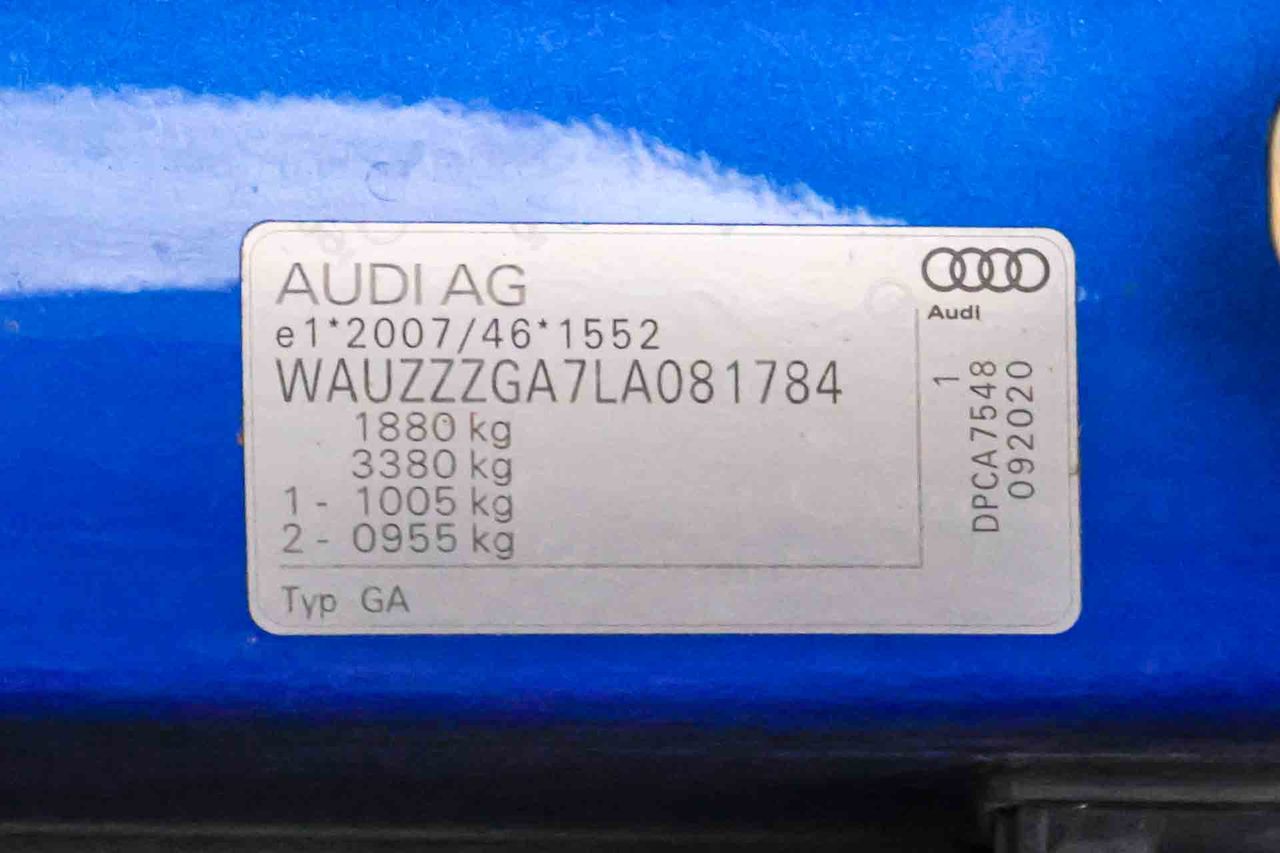 AUDI AG
e1*2007/46*1552
WAUZZZGA7LA081784
1880 kg
3380 kg
1 - 1005 kg
2 - 0955 kg
Typ GA
Audi
1
DPCA7548
092020